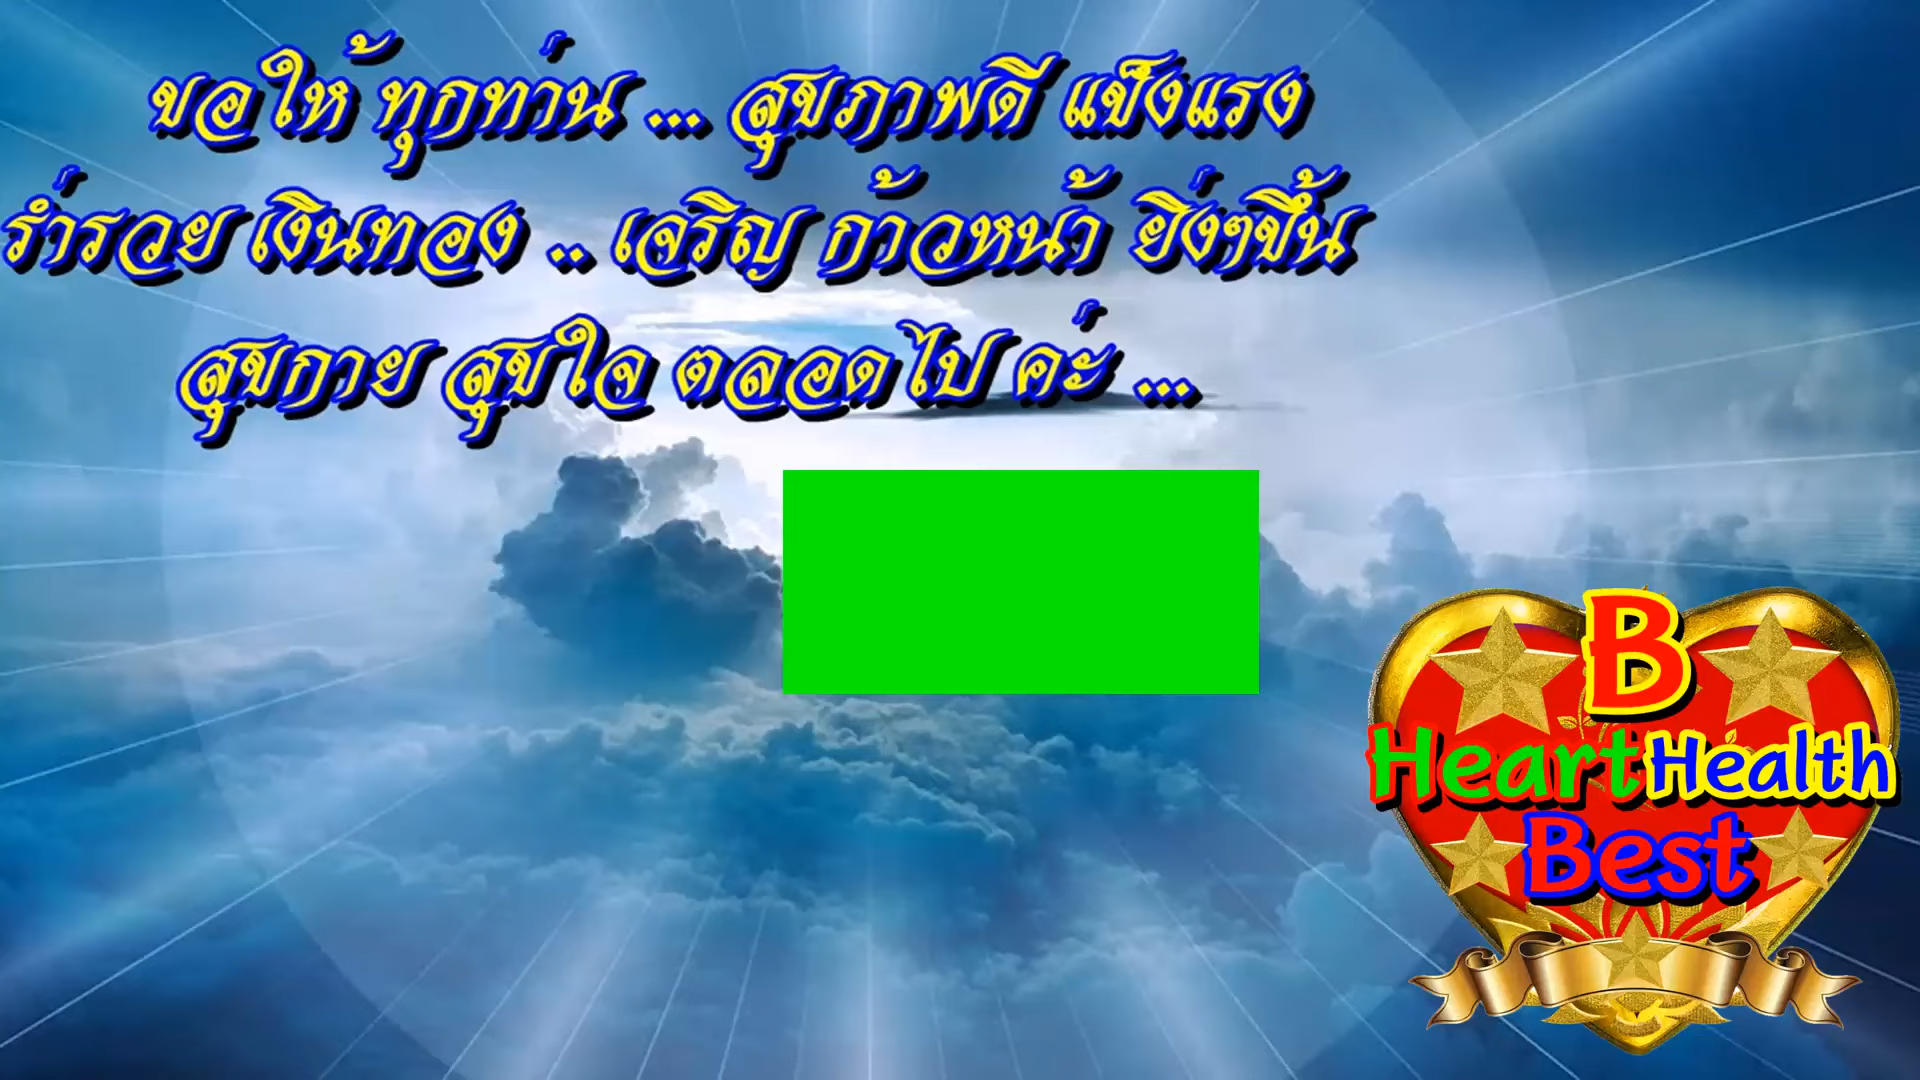 ขอให้ ทุกท่าน ... สุขภาพดี แข็งแรง
ร่ำรวย เงินทอง .. เจริญ ก้าวหน้า ยิ่งๆขึ้น
สุขกาย สุขใจ ตลอดไป ค่ะ ...
B
Heart Health
Best